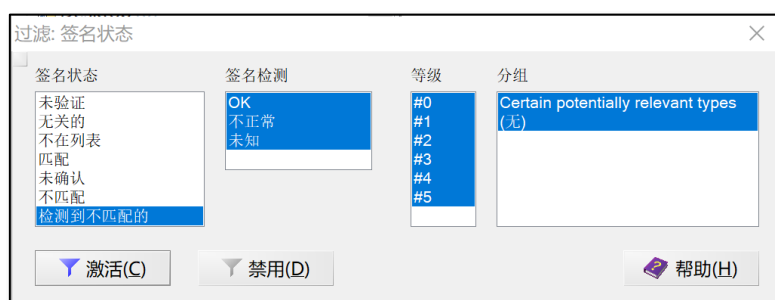 过滤: 签名状态
签名状态
未验证
无关的
不在列表
匹配
未确认
不匹配
检测到不匹配的
签名检测
OK
不正常
未知
等级
#0
#1
#2
#3
#4
#5
分组
Certain potentially relevant types
(无)
激活(C)
禁用(D)
帮助(H)